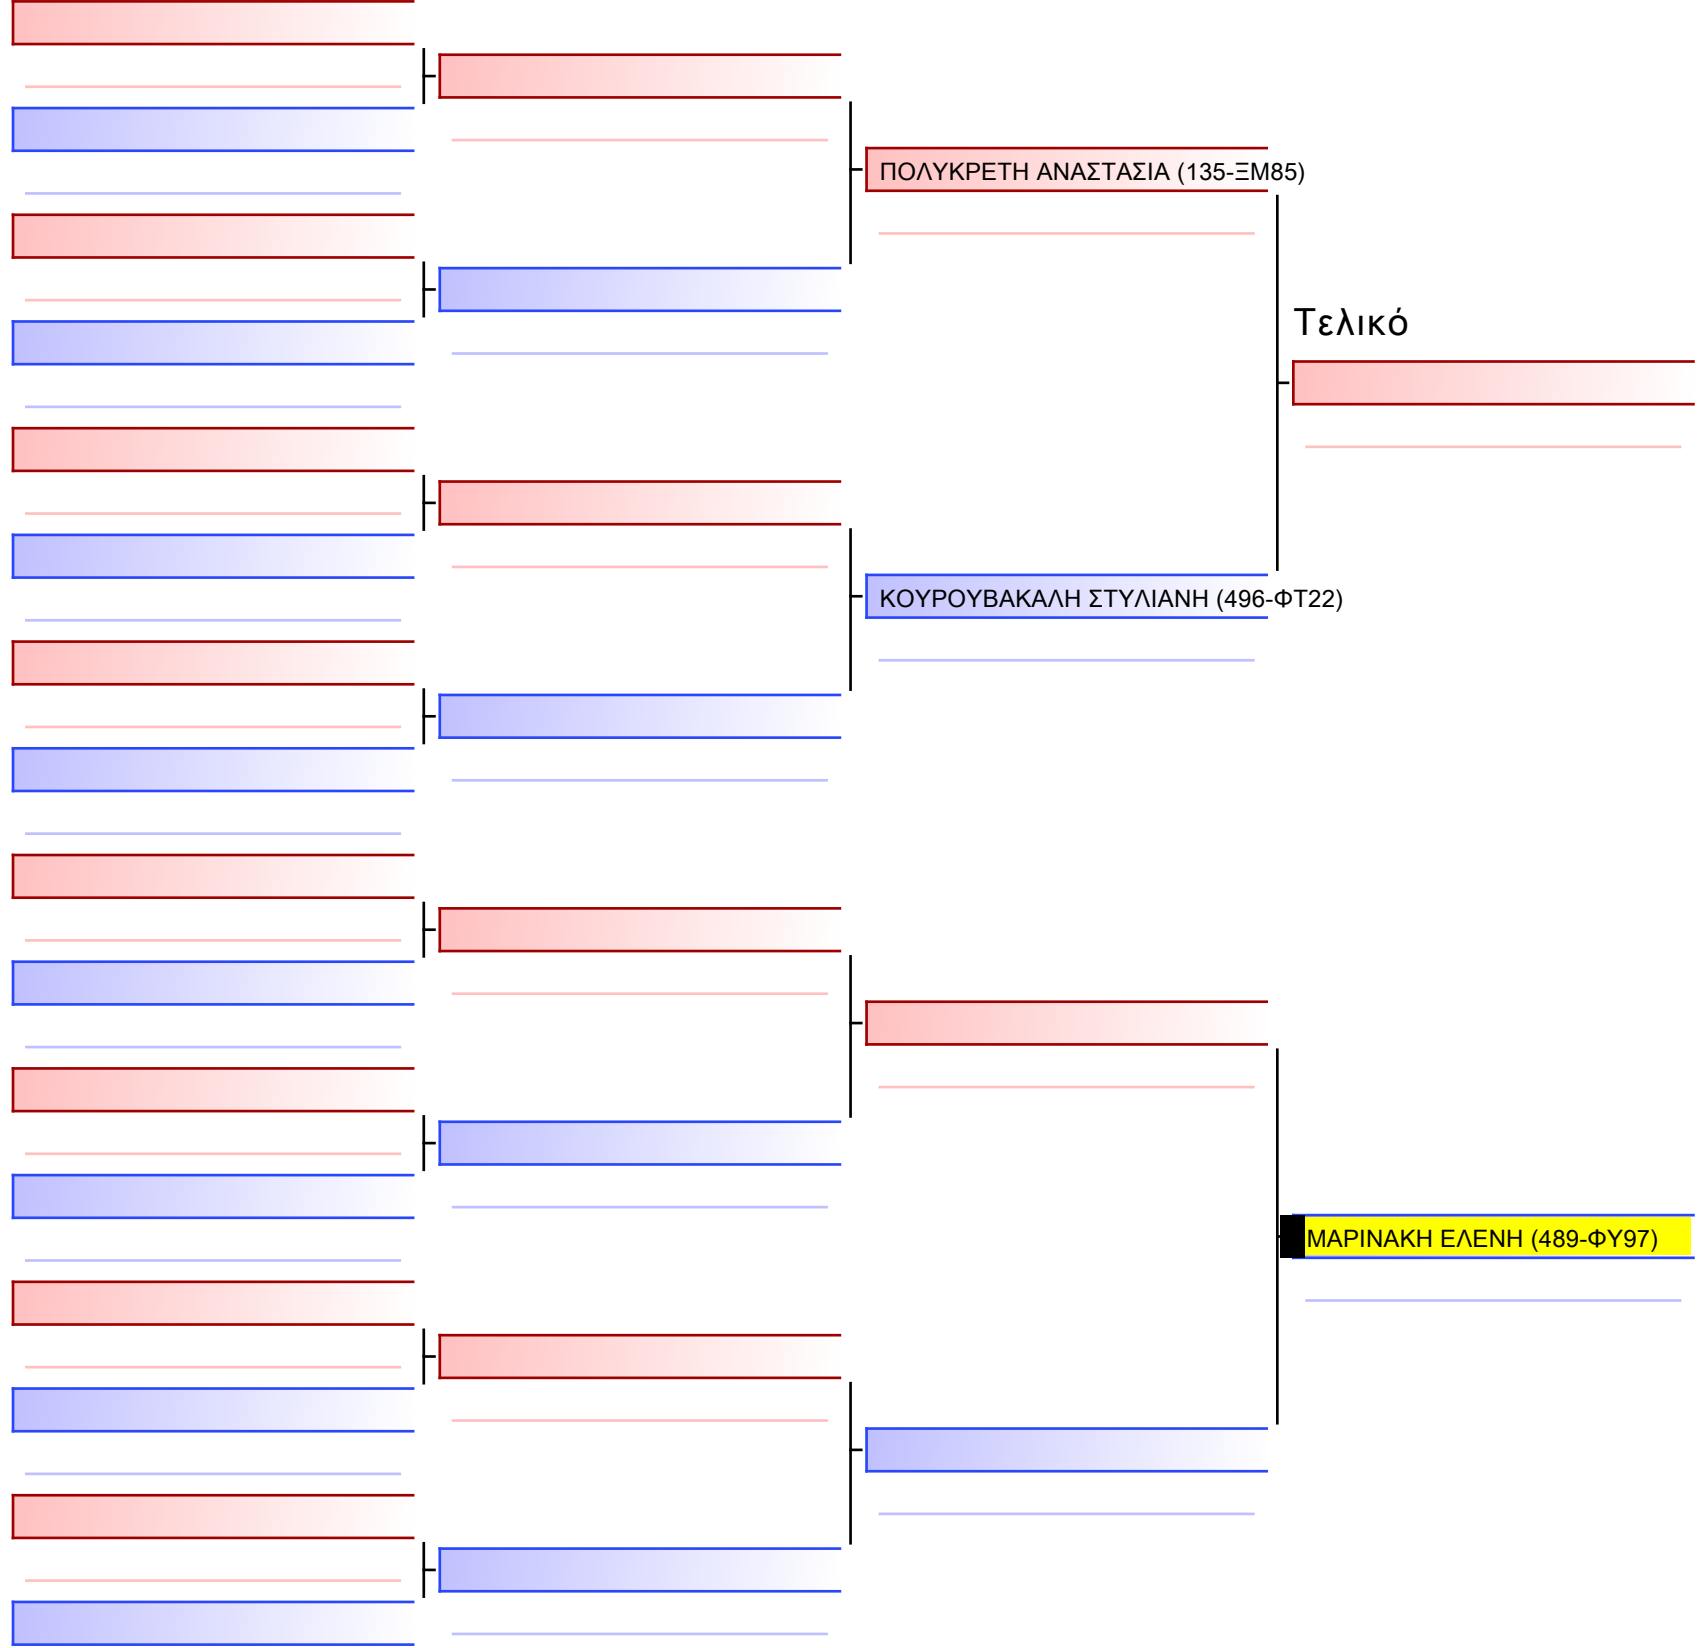 ΠΟΛΥΚΡΕΤΗ ΑΝΑΣΤΑΣΙΑ (135-ΞΜ85)
Τελικό
ΚΟΥΡΟΥΒΑΚΑΛΗ ΣΤΥΛΙΑΝΗ (496-ΦΤ22)
ΜΑΡΙΝΑΚΗ ΕΛΕΝΗ (489-ΦΥ97)